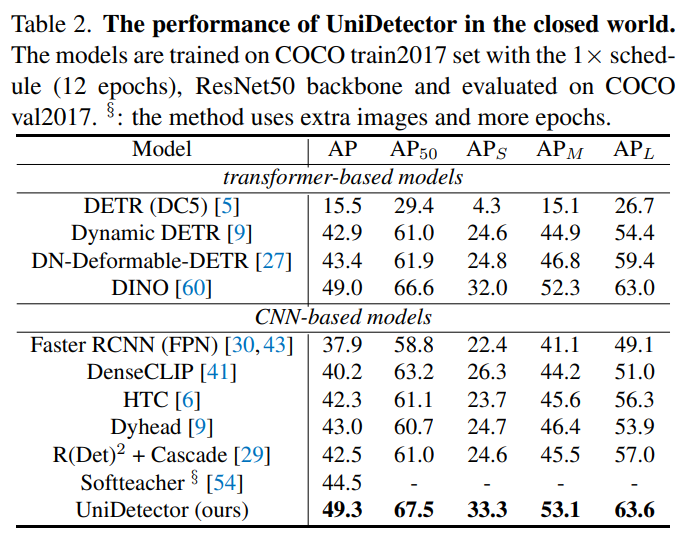 Table 2. The performance of UniDetector in the closed world.
The models are trained on COCO train2017 set with the 1× sched-
ule (12 epochs), ResNet50 backbone and evaluated on COCO
val2017. §: the method uses extra images and more epochs.
Model AP AP50 APS APM APL
transformer-based models
DETR (DC5) [5] 15.5 29.4 4.3 15.1 26.7
Dynamic DETR [9] 42.9 61.0 24.6 44.9 54.4
DN-Deformable-DETR [27] 43.4 61.9 24.8 46.8 59.4
DINO [60] 49.0 66.6 32.0 52.3 63.0
CNN-based models
Faster RCNN (FPN) [30,43] 37.9 58.8 22.4 41.1 49.1
DenseCLIP [41] 40.2 63.2 26.3 44.2 51.0
HTC [6] 42.3 61.1 23.7 45.6 56.3
Dyhead [9] 43.0 60.7 24.7 46.4 53.9
R(Det)2 + Cascade [29] 42.5 61.0 24.6 45.5 57.0
Softteacher § [54] 44.5 - - - -
UniDetector (ours) 49.3 67.5 33.3 53.1 63.6